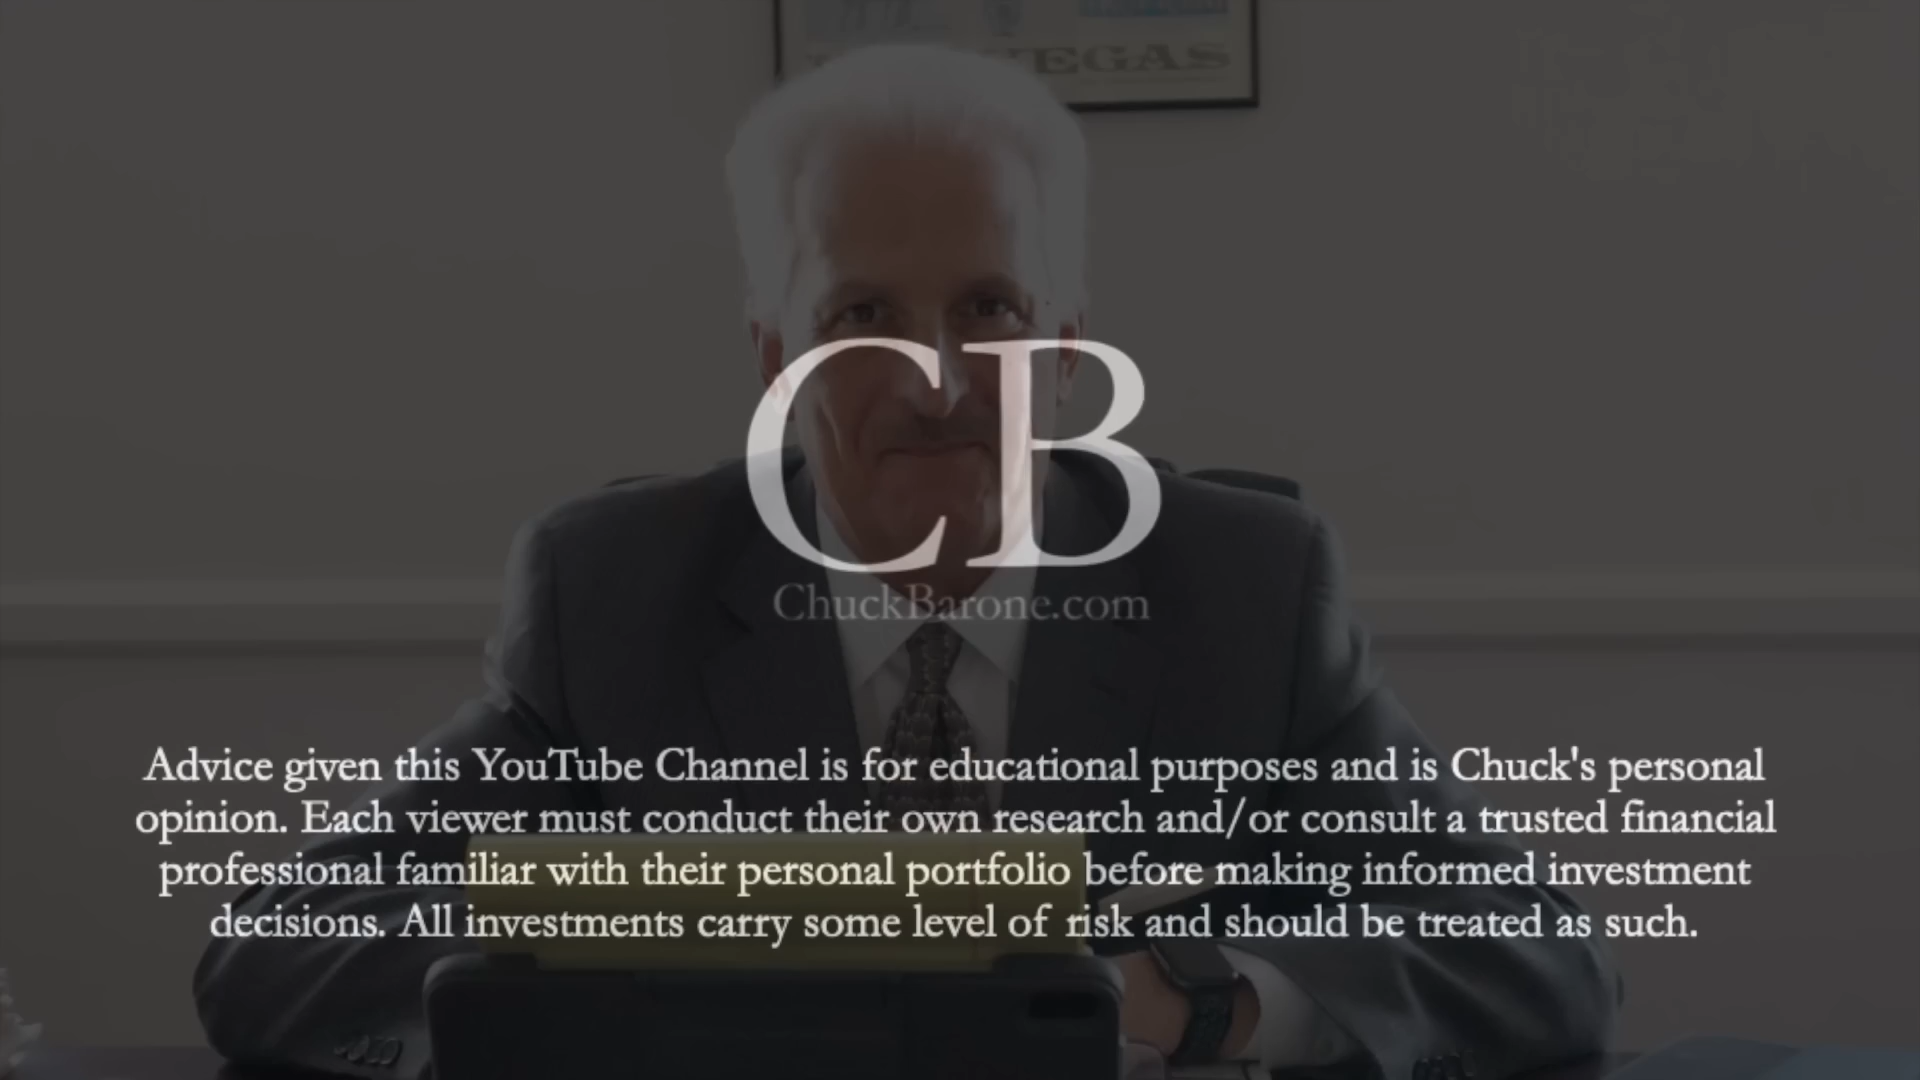 EGAS
CB
ChuckBarone.com
Advice given this YouTube Channel is for educational purposes and is Chuck's personal
opinion. Each viewer must conduct their own research and/or consult a trusted financial
professional familiar with their personal portfolio before making informed investment
decisions. All investments carry some level of risk and should be treated as such.